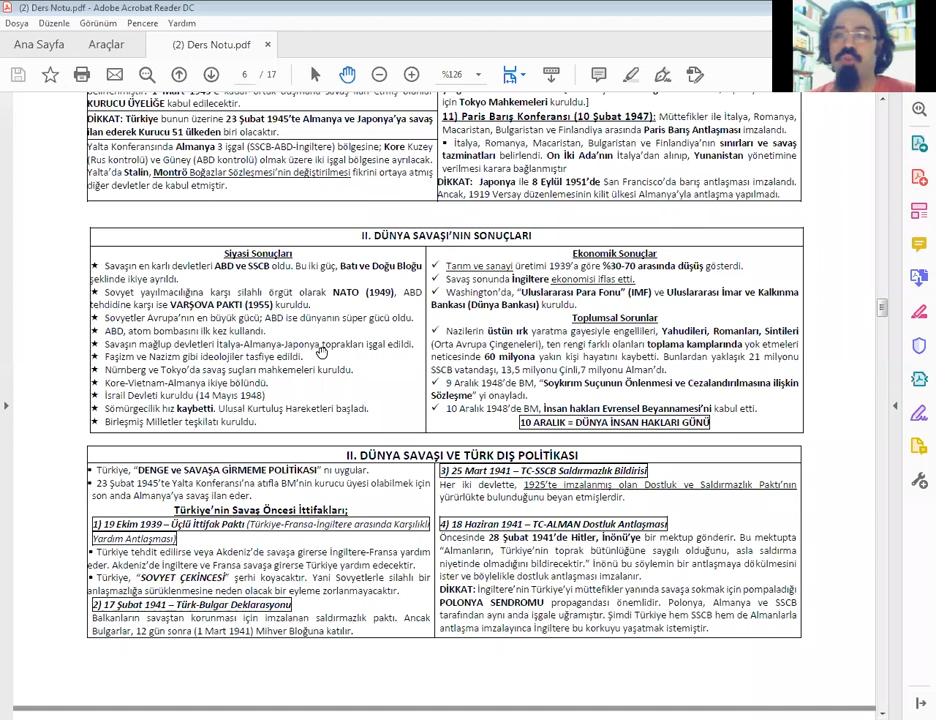 (2) Ders Notu.pdf - Adobe Acrobat Reader DC
Dosya Düzenle Görünüm Pencere Yardım
Ana Sayfa Araçlar (2) Ders Notu.pdf ×
6 / 17 %126
KURUCU ÜYELİĞE kabul edilecektir.
DİKKAT: Türkiye bunun üzerine 23 Şubat 1945'te Almanya ve Japonya'ya savaş
ilan ederek Kurucu 51 ülkeden biri olacaktır.
Yalta Konferansında Almanya 3 işgal (SSCB-ABD-İngiltere) bölgesine; Kore Kuzey
(Rus kontrolü) ve Güney (ABD kontrolü) olmak üzere iki işgal bölgesine ayrılacak.
Yalta'da Stalin, Montrö Boğazlar Sözleşmesi'nin değiştirilmesi fikrini ortaya atmış
diğer devletler de kabul etmiştir.
için Tokyo Mahkemeleri kuruldu.]
11) Paris Barış Konferansı (10 Şubat 1947): Müttefikler ile İtalya, Romanya,
Macaristan, Bulgaristan ve Finlandiya arasında Paris Barış Antlaşması imzalandı.
▪ İtalya, Romanya, Macaristan, Bulgaristan ve Finlandiya'nın sınırları ve savaş
tazminatları belirlendi. On İki Ada'nın İtalya'dan alınıp, Yunanistan yönetimine
verilmesi karara bağlanmıştır
DİKKAT: Japonya ile 8 Eylül 1951'de San Francisco'da barış antlaşması imzalandı.
Ancak, 1919 Versay düzenlemesinin kilit ülkesi Almanya'yla antlaşma yapılmadı.
II. DÜNYA SAVAŞI'NIN SONUÇLARI
Siyasi Sonuçları
★ Savaşın en karlı devletleri ABD ve SSCB oldu. Bu iki güç, Batı ve Doğu Bloğu
şeklinde ikiye ayrıldı.
★ Sovyet yayılmacılığına karşı silahlı örgüt olarak NATO (1949), ABD
tehdidine karşı ise VARŞOVA PAKTI (1955) kuruldu.
★ Sovyetler Avrupa'nın en büyük gücü; ABD ise dünyanın süper gücü oldu.
★ ABD, atom bombasını ilk kez kullandı.
★ Savaşın mağlup devletleri İtalya-Almanya-Japonya toprakları işgal edildi.
★ Faşizm ve Nazizm gibi ideolojiler tasfiye edildi.
★ Nürnberg ve Tokyo'da savaş suçları mahkemeleri kuruldu.
★ Kore-Vietnam-Almanya ikiye bölündü.
★ İsrail Devleti kuruldu (14 Mayıs 1948)
★ Sömürgecilik hız kaybetti. Ulusal Kurtuluş Hareketleri başladı.
★ Birleşmiş Milletler teşkilatı kuruldu.
Ekonomik Sonuçlar
✓ Tarım ve sanayi üretimi 1939'a göre %30-70 arasında düşüş gösterdi.
✓ Savaş sonunda İngiltere ekonomisi iflas etti.
✓ Washington'da, "Uluslararası Para Fonu" (IMF) ve Uluslararası İmar ve Kalkınma
Bankası (Dünya Bankası) kuruldu.
Toplumsal Sorunlar
✓ Nazilerin üstün ırk yaratma gayesiyle engellileri, Yahudileri, Romanları, Sintileri
(Orta Avrupa Çingeneleri), ten rengi farklı olanları toplama kamplarında yok etmeleri
neticesinde 60 milyona yakın kişi hayatını kaybetti. Bunlardan yaklaşık 21 milyonu
SSCB vatandaşı, 13,5 milyonu Çinli,7 milyonu Alman'dı.
✓ 9 Aralık 1948'de BM, "Soykırım Suçunun Önlenmesi ve Cezalandırılmasına ilişkin
Sözleşme" yi onayladı.
✓ 10 Aralık 1948'de BM, İnsan hakları Evrensel Beyannamesi'ni kabul etti.
10 ARALIK = DÜNYA İNSAN HAKLARI GÜNÜ
II. DÜNYA SAVAŞI VE TÜRK DIŞ POLİTİKASI
▪ Türkiye, "DENGE ve SAVAŞA GİRMEME POLİTİKASI" nı uygular.
▪ 23 Şubat 1945'te Yalta Konferansı'na atıfla BM'nin kurucu üyesi olabilmek için
son anda Almanya'ya savaş ilan eder.
Türkiye'nin Savaş Öncesi İttifakları;
1) 19 Ekim 1939 – Üçlü İttifak Paktı (Türkiye-Fransa-İngiltere arasında Karşılıklı
Yardım Antlaşması)
▪ Türkiye tehdit edilirse veya Akdeniz'de savaşa girerse İngiltere-Fransa yardım
eder. Akdeniz'de İngiltere ve Fransa savaşa girerse Türkiye yardım edecektir.
▪ Türkiye, "SOVYET ÇEKİNCESİ" şerhi koyacaktır. Yani Sovyetlerle silahlı bir
anlaşmazlığa sürüklenmesine neden olacak bir eyleme zorlanmayacaktır.
2) 17 Şubat 1941 – Türk-Bulgar Deklarasyonu
Balkanların savaştan korunması için imzalanan saldırmazlık paktı. Ancak
Bulgarlar, 12 gün sonra (1 Mart 1941) Mihver Bloğuna katılır.
3) 25 Mart 1941 – TC-SSCB Saldırmazlık Bildirisi
Her iki devlette, 1925'te imzalanmış olan Dostluk ve Saldırmazlık Paktı'nın
yürürlükte bulunduğunu beyan etmişlerdir.
4) 18 Haziran 1941 – TC-ALMAN Dostluk Antlaşması
Öncesinde 28 Şubat 1941'de Hitler, İnönü'ye bir mektup gönderir. Bu mektupta
"Almanların, Türkiye'nin toprak bütünlüğüne saygılı olduğunu, asla saldırma
niyetinde olmadığını bildirecektir." İnönü bu söylemin bir antlaşmaya dökülmesini
ister ve böylelikle dostluk antlaşması imzalanır.
DİKKAT: İngiltere'nin Türkiye'yi müttefikler yanında savaşa sokmak için pompaladığı
POLONYA SENDROMU propagandası önemlidir. Polonya, Almanya ve SSCB
tarafından aynı anda işgale uğramıştır. Şimdi Türkiye hem SSCB hem de Almanlarla
antlaşma imzalayınca İngiltere bu korkuyu yaşatmak istemiştir.